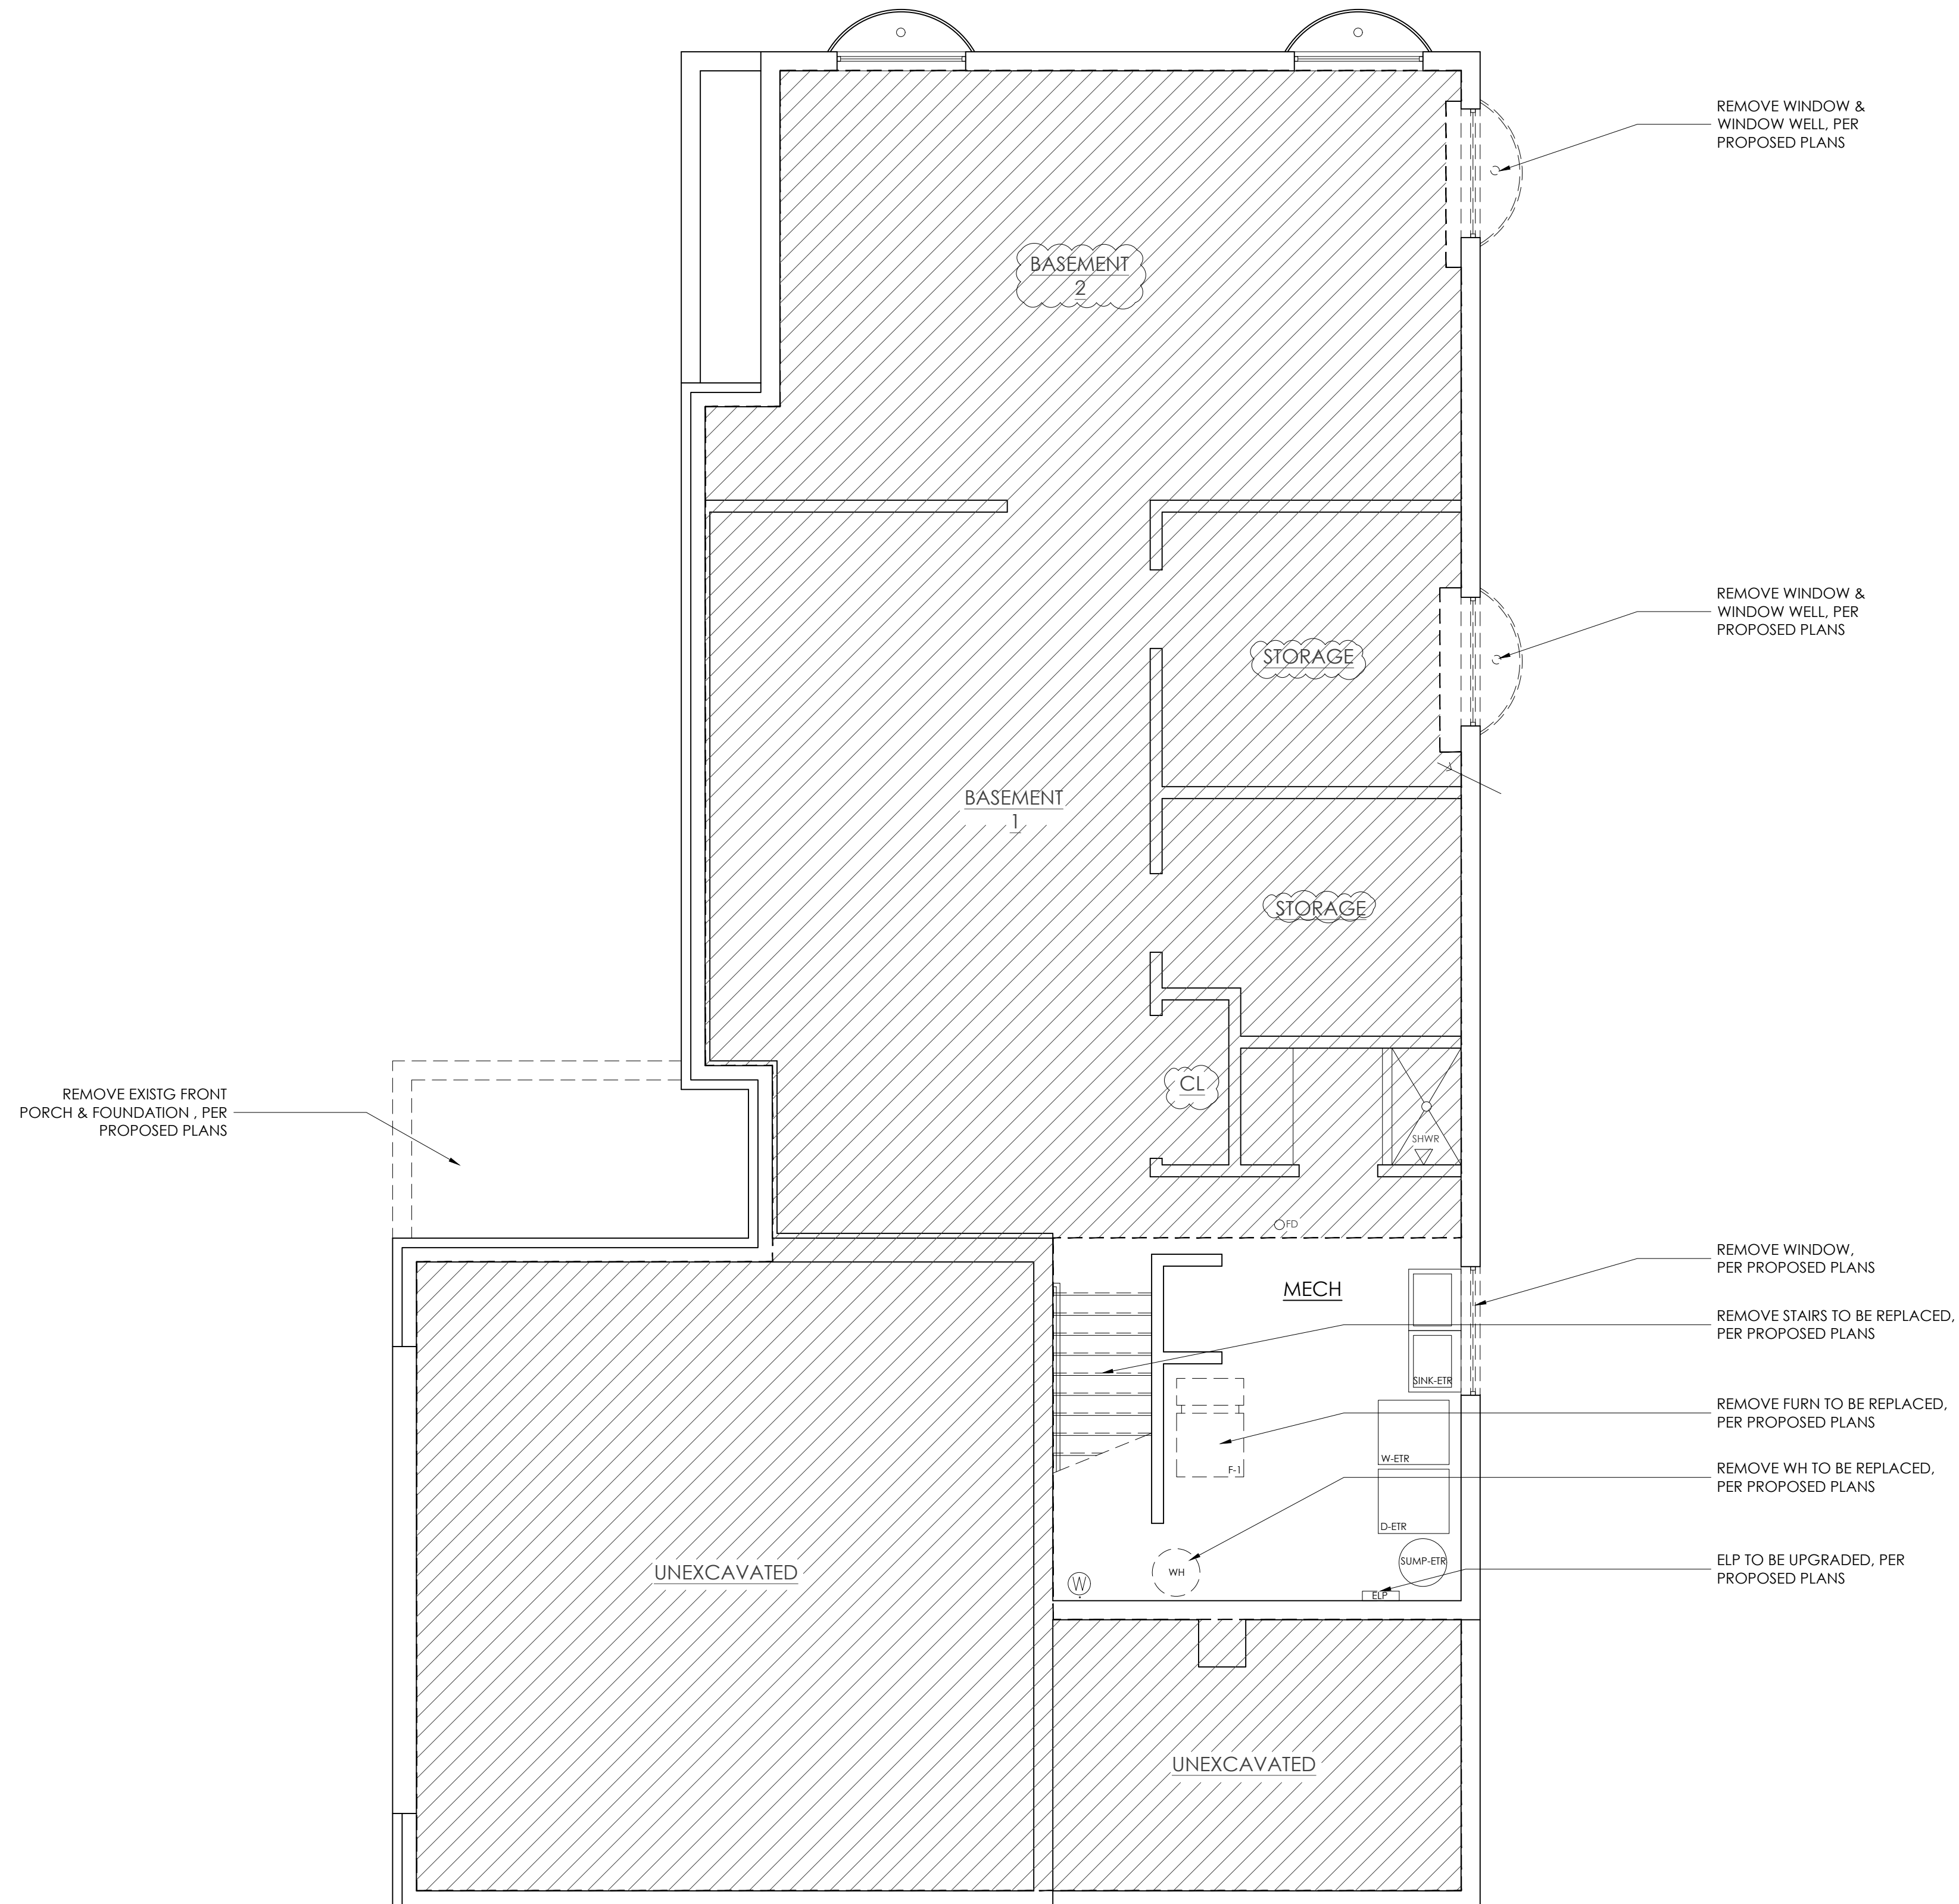 REMOVE WINDOW &
WINDOW WELL, PER
PROPOSED PLANS
BASEMENT
2
REMOVE WINDOW &
WINDOW WELL, PER
PROPOSED PLANS
STORAGE
BASEMENT
1
STORAGE
CL
SHWR
REMOVE EXISTG FRONT
PORCH & FOUNDATION , PER
PROPOSED PLANS
FD
MECH
REMOVE WINDOW,
PER PROPOSED PLANS
REMOVE STAIRS TO BE REPLACED,
PER PROPOSED PLANS
SINK-ETR
REMOVE FURN TO BE REPLACED,
PER PROPOSED PLANS
W-ETR
F-1
REMOVE WH TO BE REPLACED,
PER PROPOSED PLANS
D-ETR
SUMP-ETR
ELP TO BE UPGRADED, PER
PROPOSED PLANS
WH
W
ELP
UNEXCAVATED
UNEXCAVATED